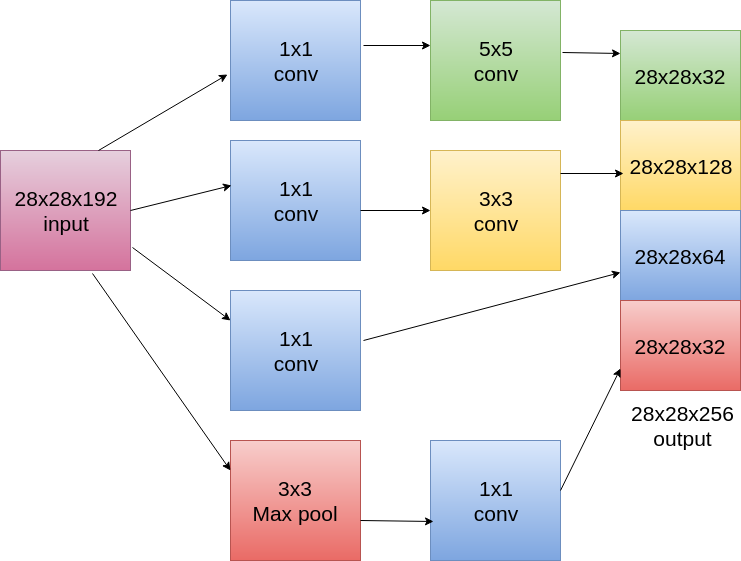 1x1
conv
5x5
conv
28x28x32
28x28x192
input
1x1
conv
3x3
conv
28x28x128
28x28x64
1x1
conv
28x28x32
28x28x256
output
3x3
Max pool
1x1
conv